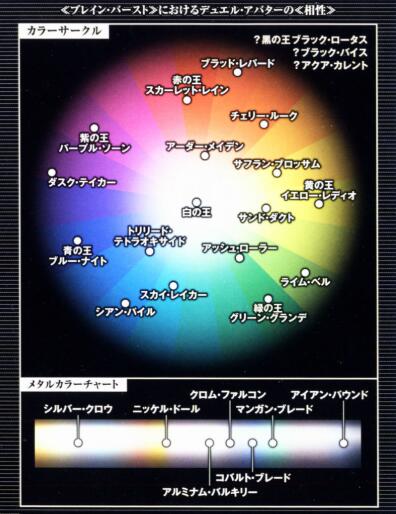 ≪ブレイン・バースト≫におけるデュエル・アバターの≪相性≫
カラーサークル
?黒の王ブラック・ロータス
?ブラック・バイス
?アクア・カレント
ブラッド・レパード
赤の王
スカーレット・レイン
チェリー・ルーク
紫の王
パープル・ソーン
アーダー・メイデン
サフラン・ブロッサム
ダスク・テイカー
黄の王
イエロー・レディオ
白の王
サンド・ダクト
トリリード・
テトラオキサイド
青の王
ブルー・ナイト
アッシュ・ローラー
ライム・ベル
スカイ・レイカー
シアン・パイル
緑の王
グリーン・グランデ
メタルカラーチャート
クロム・ファルコン
アイアン・パウンド
シルバー・クロウ
ニッケル・ドール
マンガン・ブレード
コバルト・ブレード
アルミナム・バルキリー